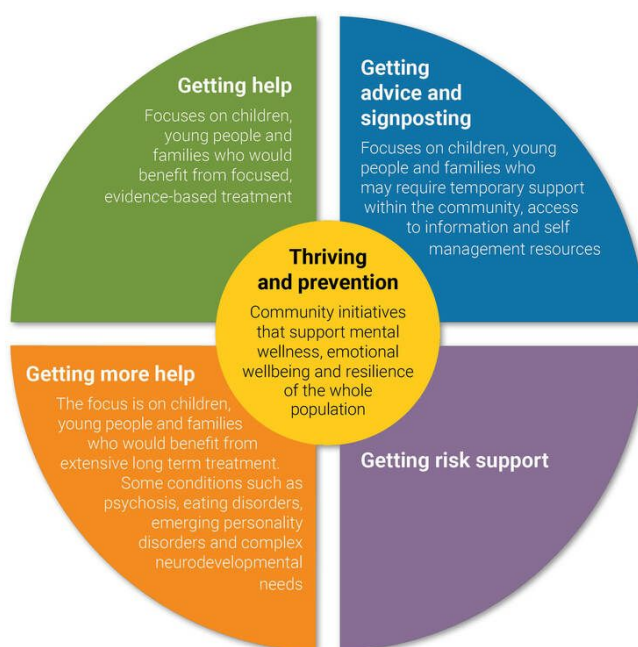 Getting help
Focuses on children,
young people and
families who would
benefit from focused,
evidence-based treatment
Getting
advice and
signposting
Focuses on children, young
people and families who
may require temporary support
within the community, access
to information and self
management resources
Thriving
and prevention
Community initiatives
that support mental
wellness, emotional
wellbeing and resilience
of the whole
population
Getting more help
The focus is on children,
young people and families
who would benefit from
extensive long term treatment.
Some conditions such as
psychosis, eating disorders,
emerging personality
disorders and complex
neurodevelopmental
needs
Getting risk support